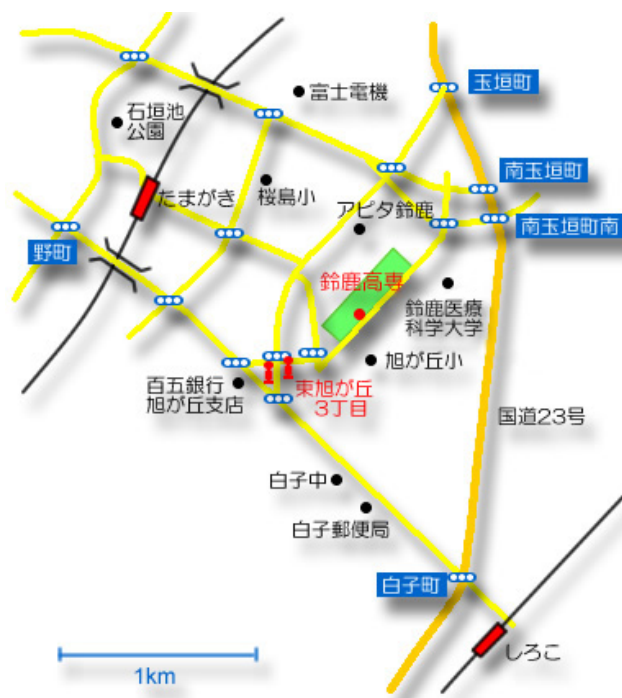 富士電機
玉垣町
石垣池
公園
南玉垣町
たまがき
桜島小
アピタ鈴鹿
南玉垣町南
野町
鈴鹿高専
鈴鹿医療
科学大学
旭が丘小
百五銀行
旭が丘支店
東旭が丘
3丁目
国道23号
白子中
白子郵便局
白子町
しろこ
1km